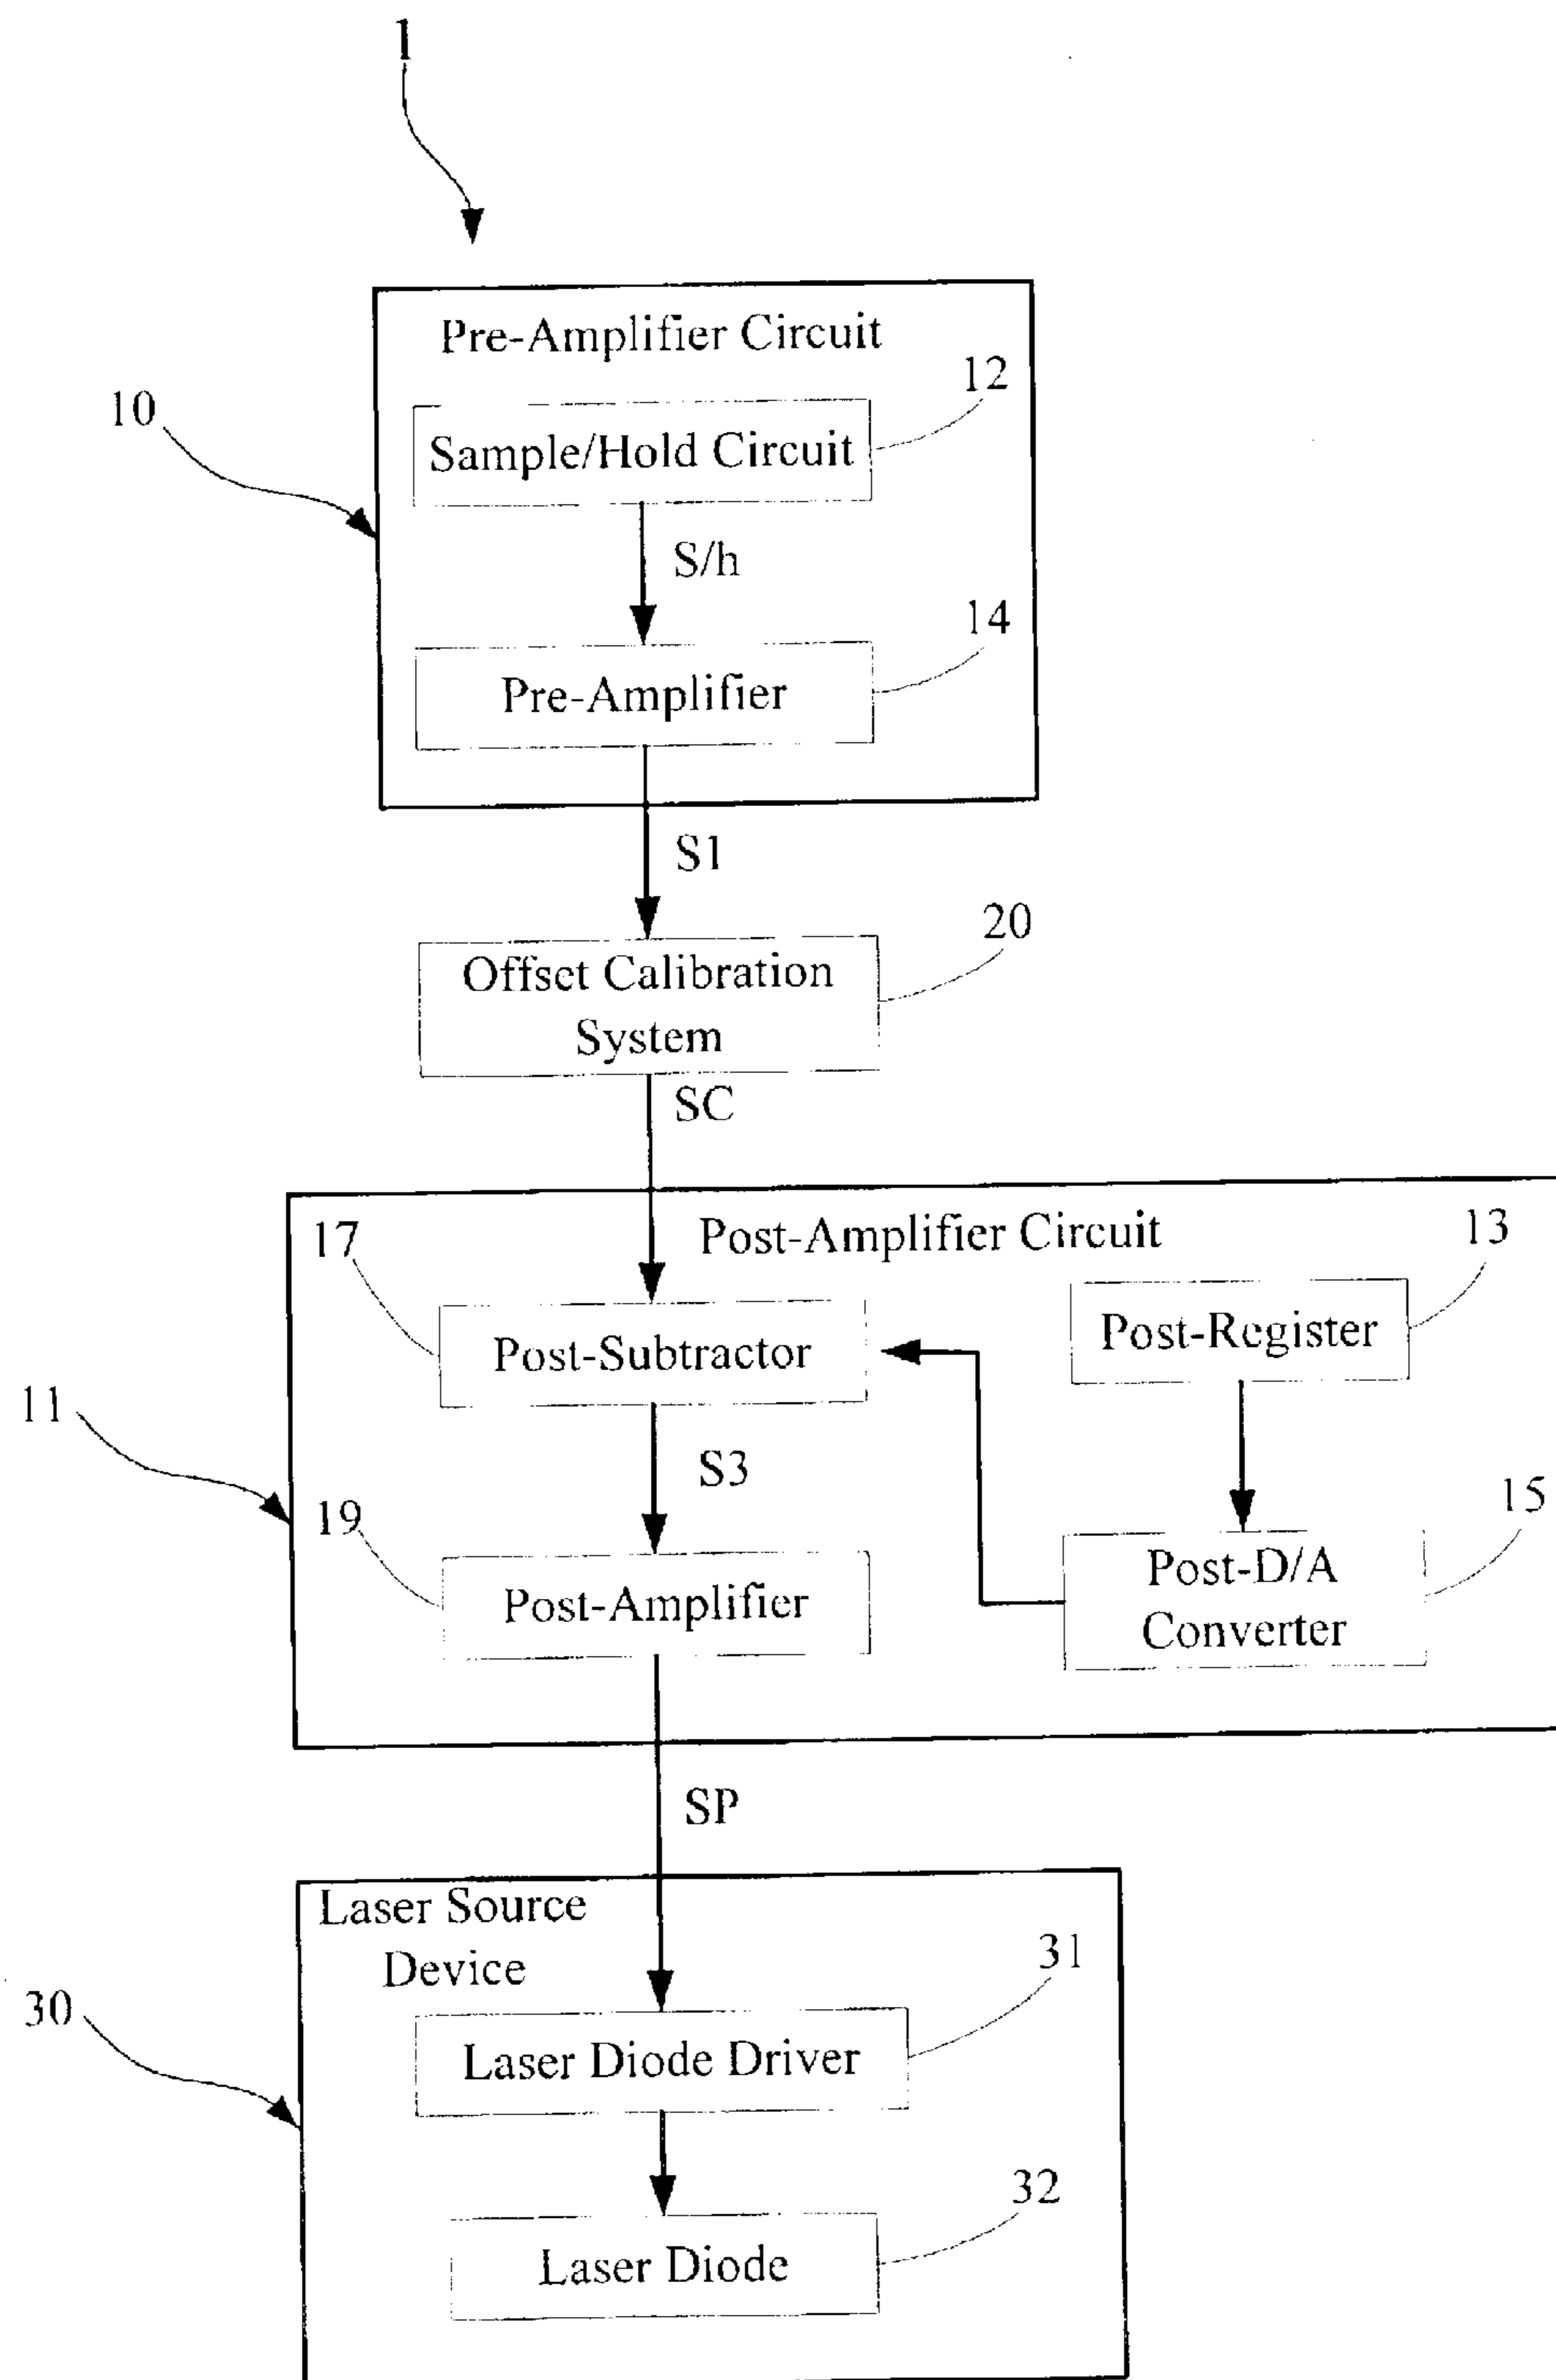 1
Pre-Amplifier Circuit
10
12
Sample/Hold Circuit
S/h
14
Pre-Amplifier
S1
20
Offset Calibration
System
SC
17
Post-Amplifier Circuit
13
Post-Subtractor
Post-Register
11
S3
19
15
Post-Amplifier
Post-D/A
Converter
SP
Laser Source
Device
31
30
Laser Diode Driver
32
Laser Diode